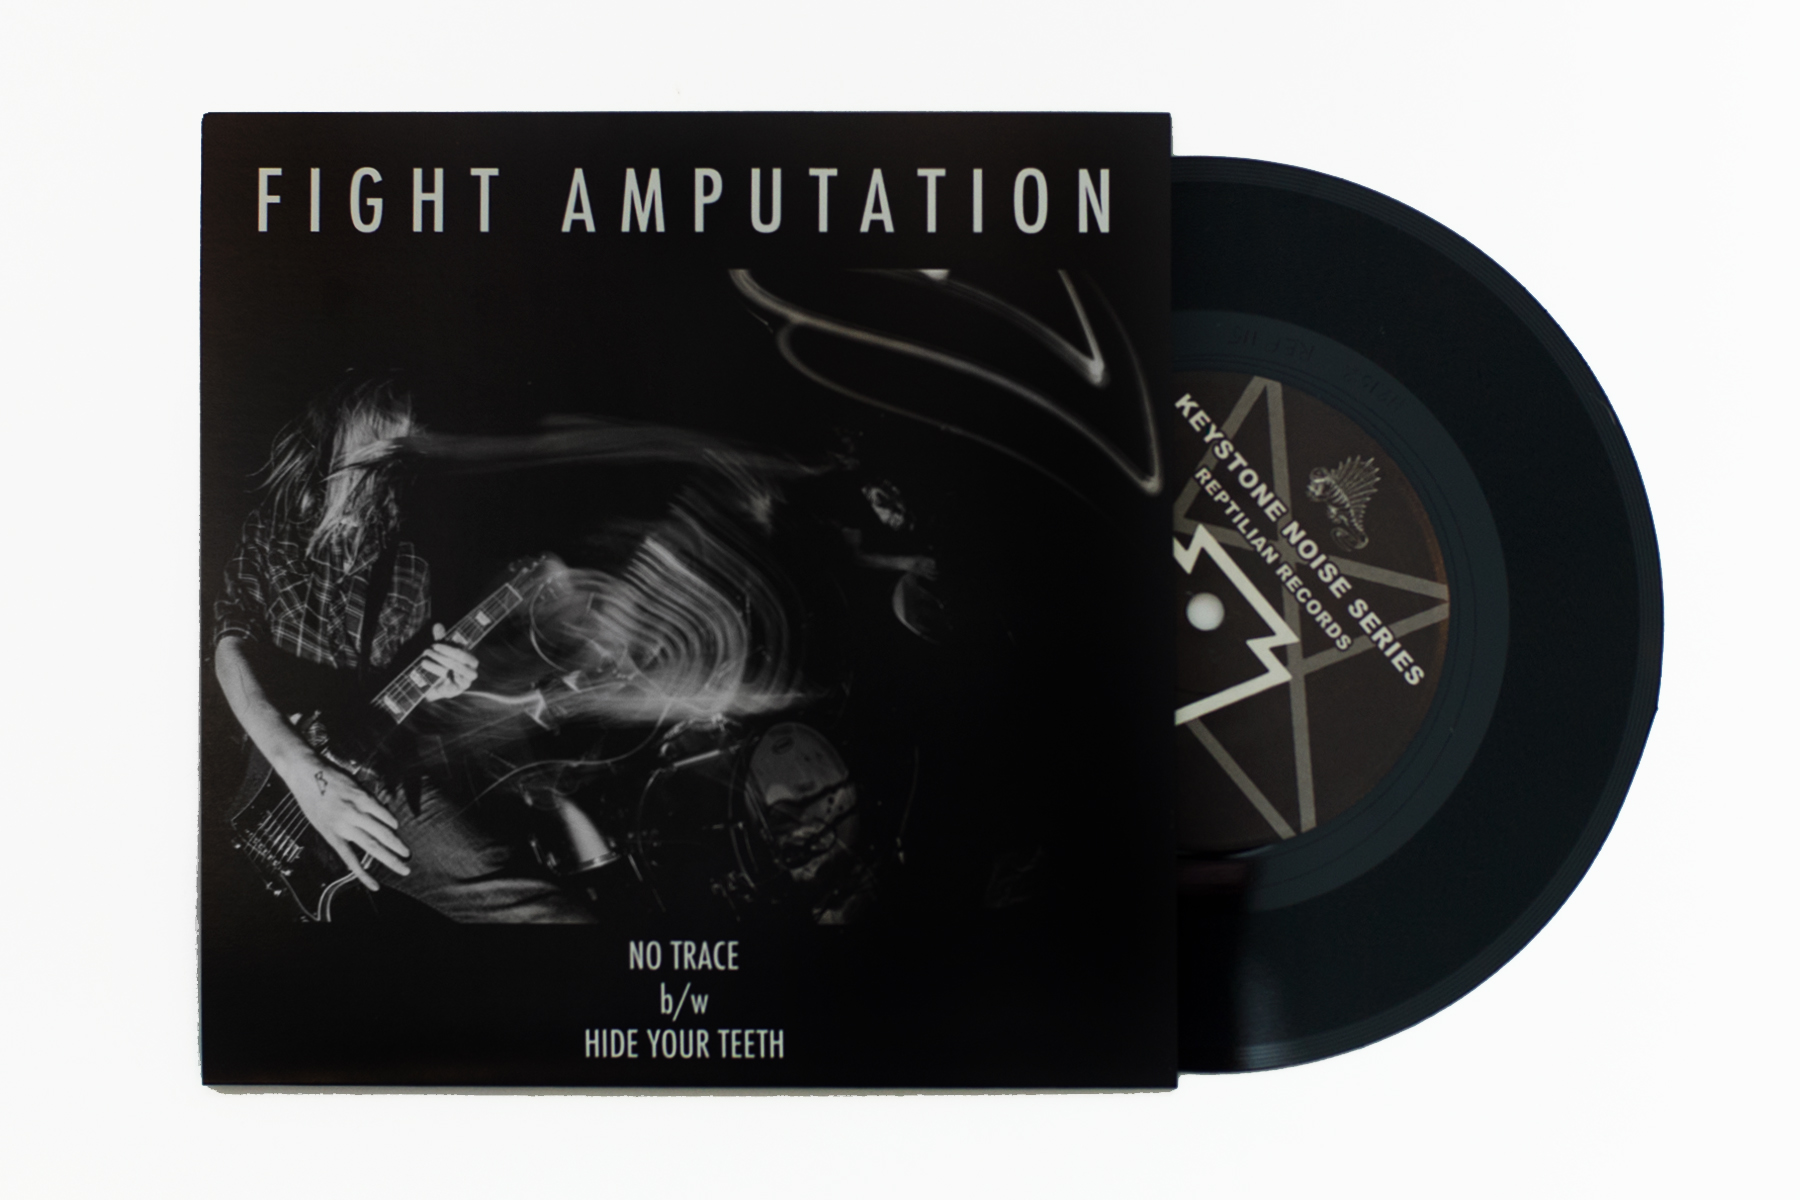 FIGHT AMPUTATION
NO TRACE
b/w
HIDE YOUR TEETH
KEYSTONE NOISE SERIES
REPTILIAN RECORDS